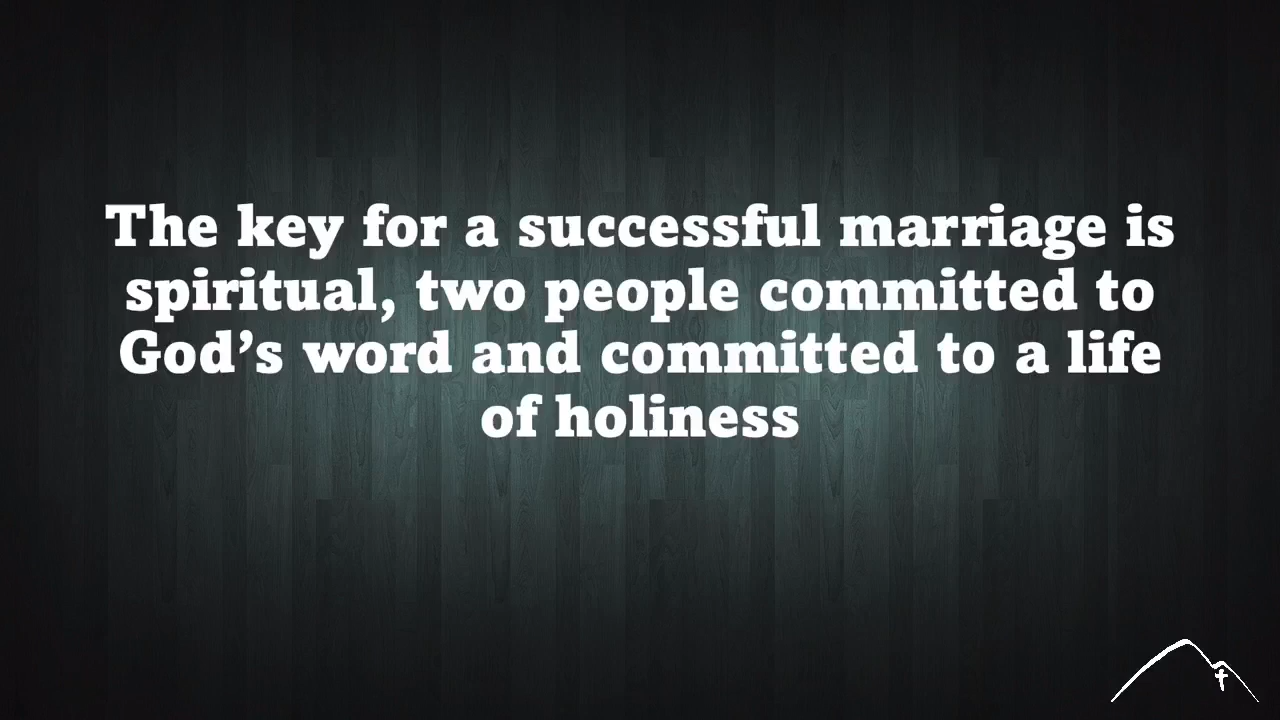 The key for a successful marriage is
spiritual, two people committed to
God’s word and committed to a life
of holiness